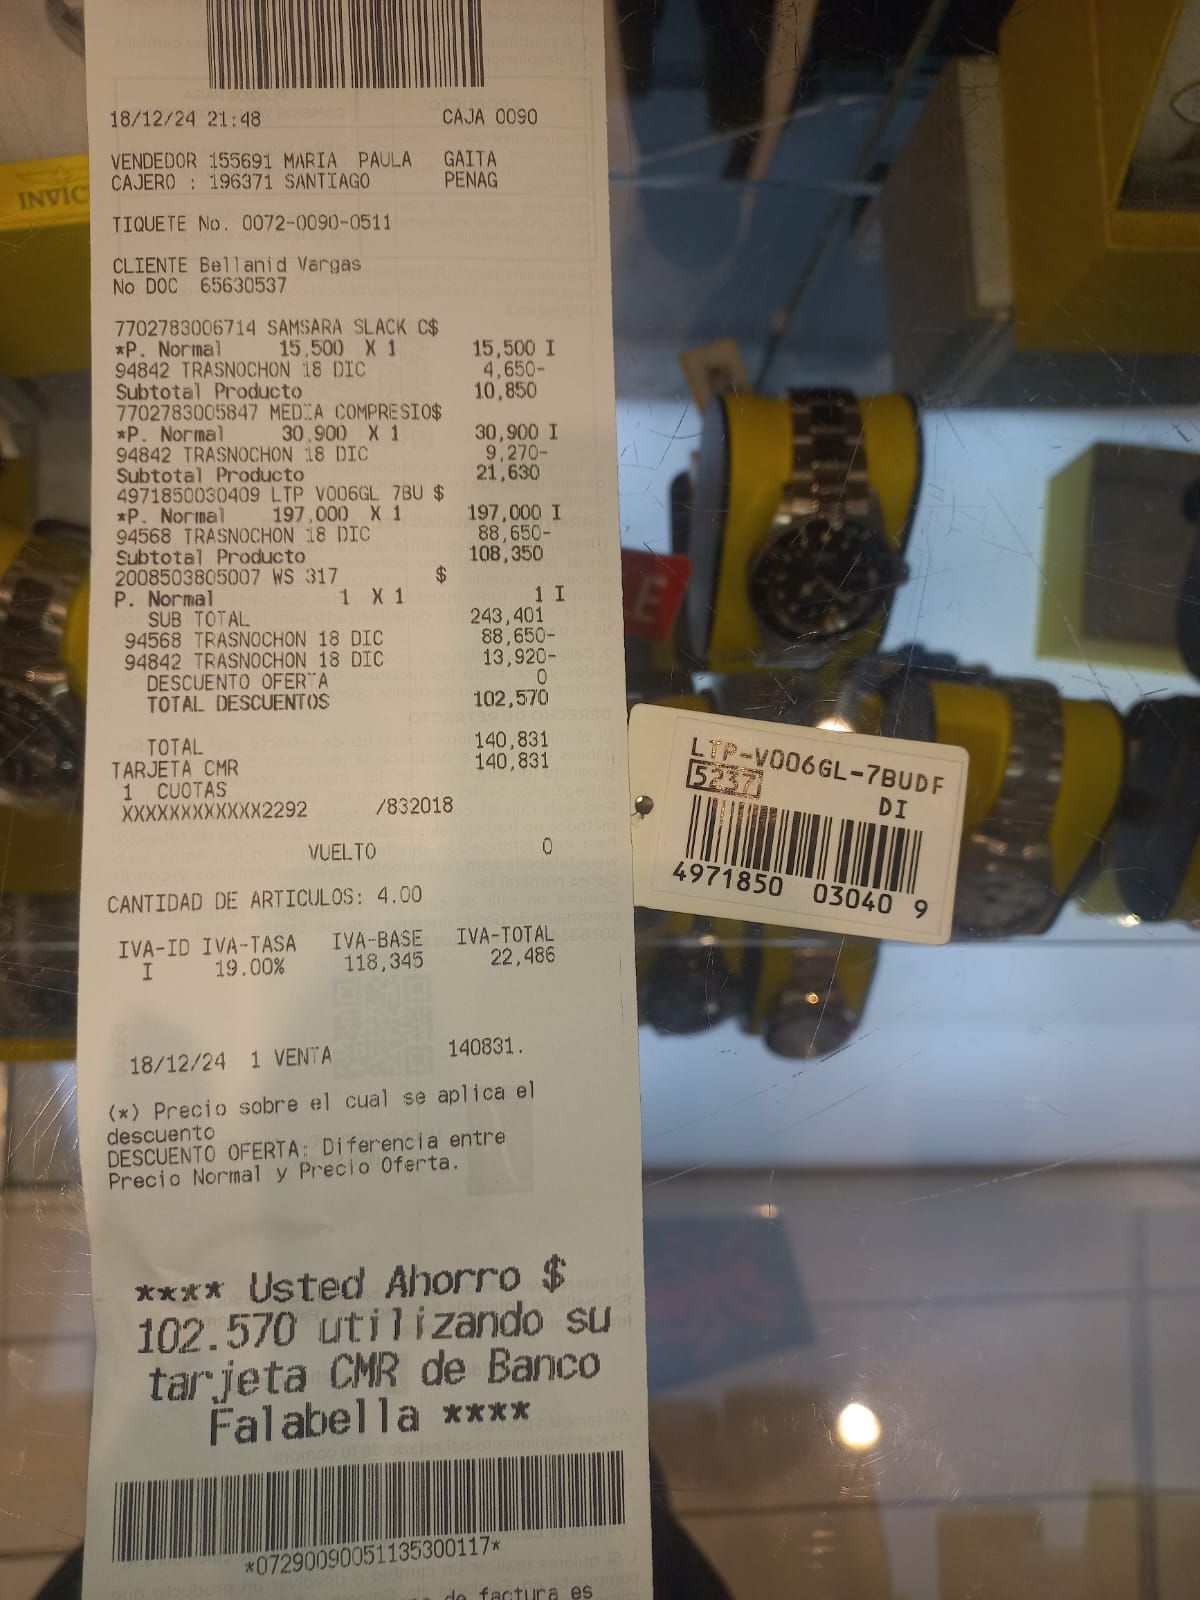 18/12/24 21:48 CAJA 0090
VENDEDOR 155691 MARIA PAULA GAITA
CAJERO : 196371 SANTIAGO PENAG
TIQUETE No. 0072-0090-0511
CLIENTE Bellanid Vargas
No DOC 65630537
7702783006714 SAMSARA SLACK C$
*P. Normal 15,500 X 1 15,500 I
94842 TRASNOCHON 18 DIC 4,650-
Subtotal Producto 10,850
7702783005847 MEDIA COMPRESIO$
*P. Normal 30,900 X 1 30,900 I
94842 TRASNOCHON 18 DIC 9,270-
Subtotal Producto 21,630
4971850030409 LTP V006GL 7BU $
*P. Normal 197,000 X 1 197,000 I
94568 TRASNOCHON 18 DIC 88,650-
Subtotal Producto 108,350
2008503805007 WS 317 $
P. Normal 1 X 1 1 I
SUB TOTAL 243,401
94568 TRASNOCHON 18 DIC 88,650-
94842 TRASNOCHON 18 DIC 13,920-
DESCUENTO OFERTA 0
TOTAL DESCUENTOS 102,570
TOTAL 140,831
TARJETA CMR 140,831
1 CUOTAS
XXXXXXXXXXXX2292 /832018
VUELTO 0
CANTIDAD DE ARTICULOS: 4.00
IVA-ID IVA-TASA IVA-BASE IVA-TOTAL
I 19.00% 118,345 22,486
18/12/24 1 VENTA 140831.
(*) Precio sobre el cual se aplica el
descuento
DESCUENTO OFERTA: Diferencia entre
Precio Normal y Precio Oferta.
**** Usted Ahorro $
102.570 utilizando su
tarjeta CMR de Banco
Falabella ****
*07290090051135300117*
de factura es
LTP-V006GL-7BUDF
5237 DI
4971850 03040 9